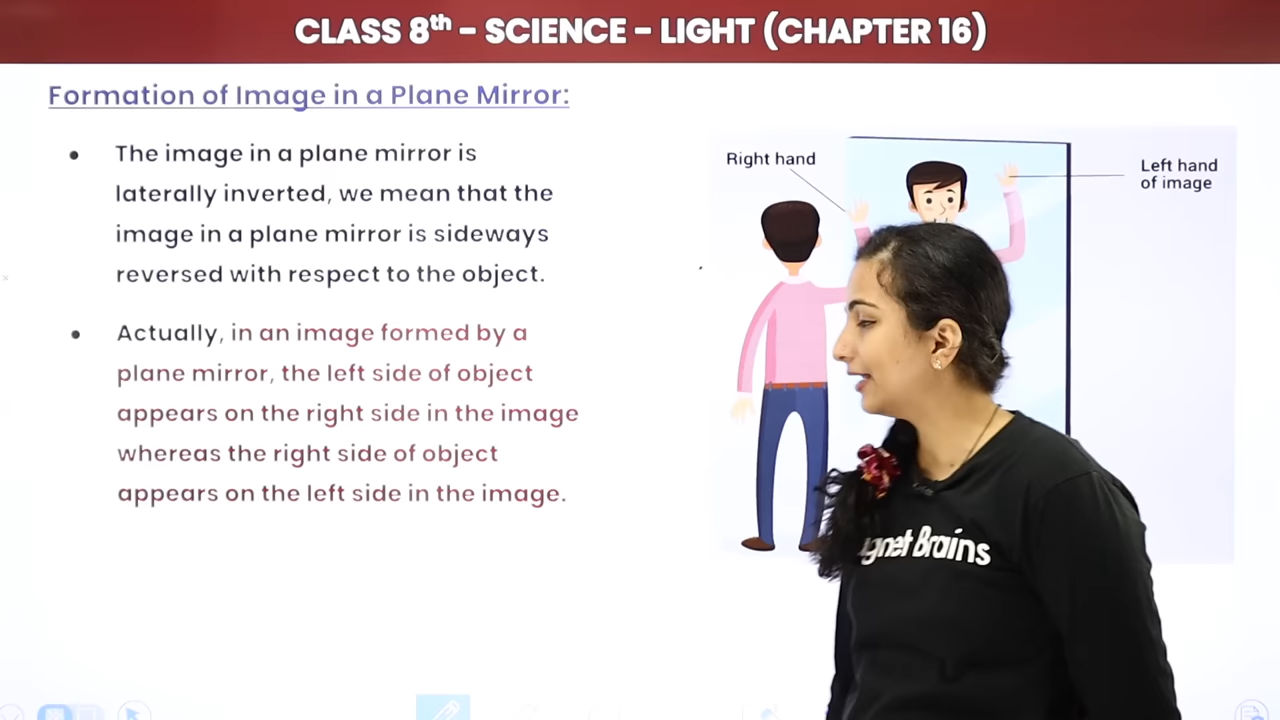 CLASS 8th – SCIENCE – LIGHT (CHAPTER 16)
Formation of Image in a Plane Mirror:
• The image in a plane mirror is
laterally inverted, we mean that the
image in a plane mirror is sideways
reversed with respect to the object.
• Actually, in an image formed by a
plane mirror, the left side of object
appears on the right side in the image
whereas the right side of object
appears on the left side in the image.
Right hand
Left hand
of image
Brains